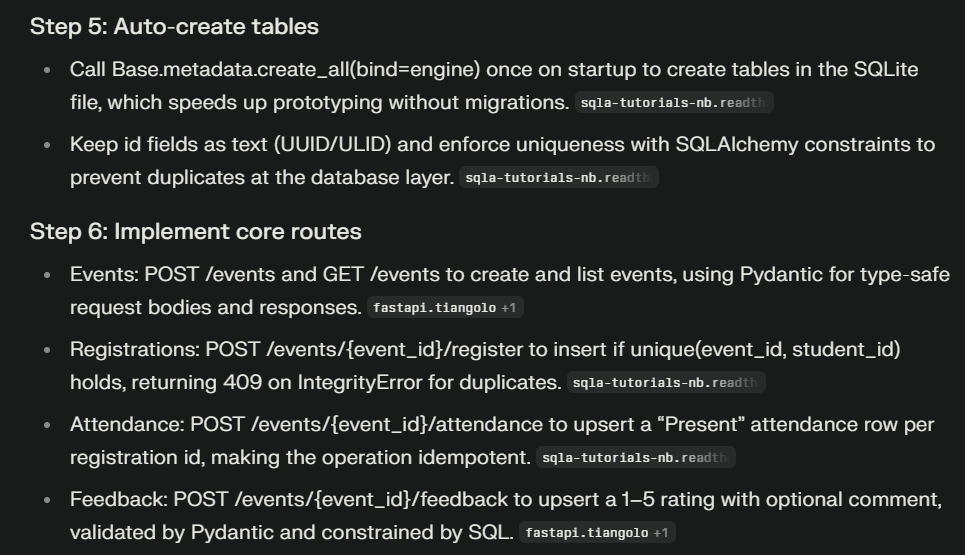 Step 5: Auto-create tables
Call Base.metadata.create_all(bind=engine) once on startup to create tables in the SQLite
file, which speeds up prototyping without migrations. sqla-tutorials-nb.readth
Keep id fields as text (UUID/ULID) and enforce uniqueness with SQLAlchemy constraints to
prevent duplicates at the database layer. sqla-tutorials-nb.readth
Step 6: Implement core routes
Events: POST /events and GET /events to create and list events, using Pydantic for type-safe
request bodies and responses. fastapi.tiangolo +1
Registrations: POST /events/{event_id}/register to insert if unique(event_id, student_id)
holds, returning 409 on IntegrityError for duplicates. sqla-tutorials-nb.readth
Attendance: POST /events/{event_id}/attendance to upsert a “Present” attendance row per
registration id, making the operation idempotent. sqla-tutorials-nb.readth
Feedback: POST /events/{event_id}/feedback to upsert a 1–5 rating with optional comment,
validated by Pydantic and constrained by SQL. fastapi.tiangolo +1